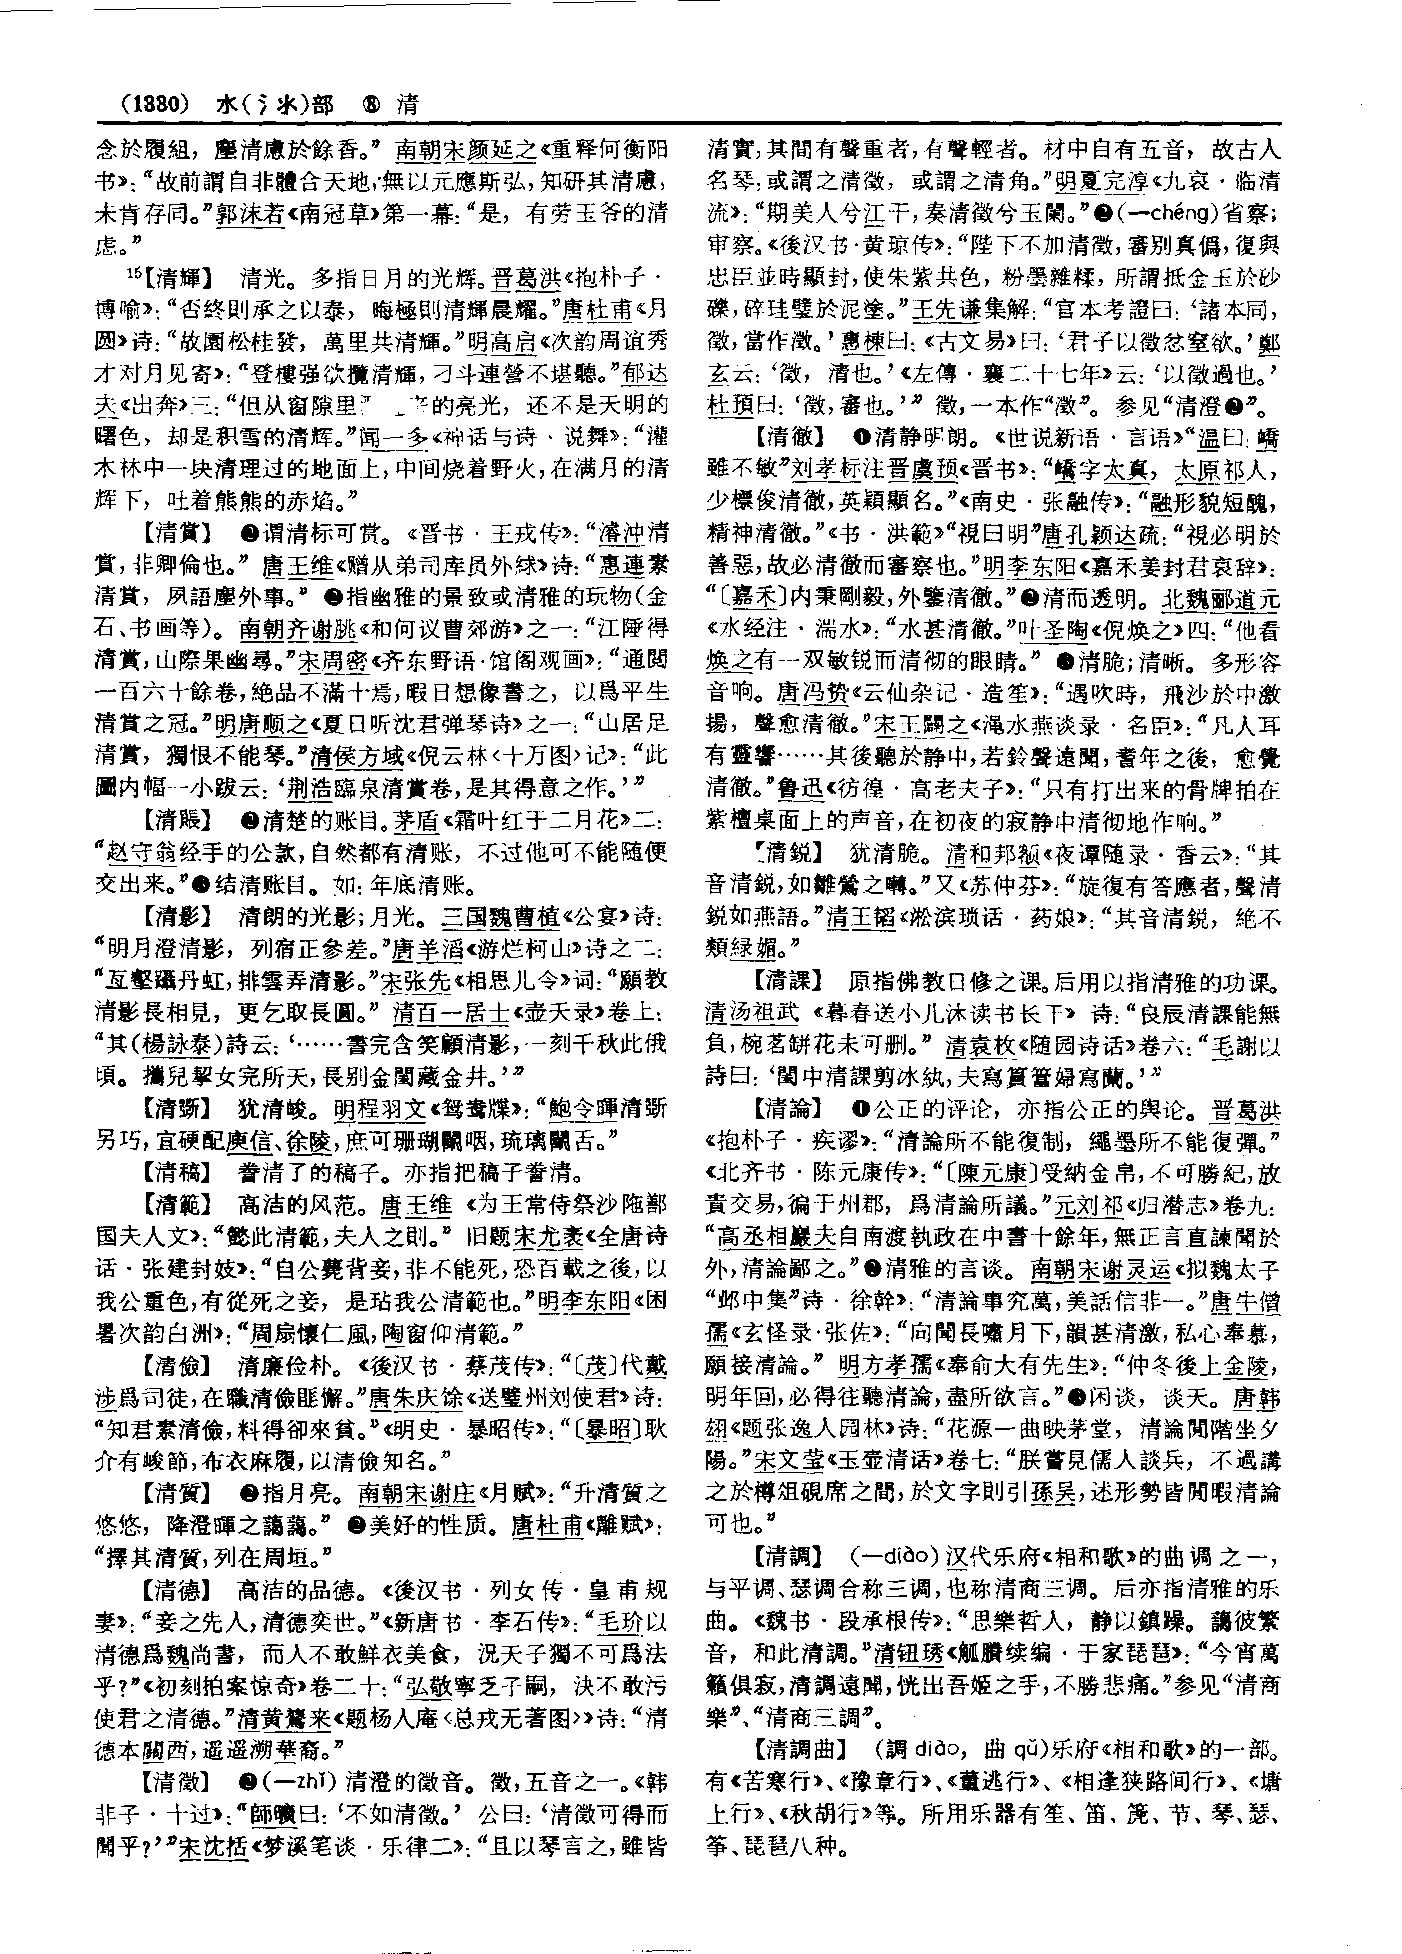 (1330) 水(氵氺)部 ⑧ 清
念於履組，塵清慮於餘香。”南朝宋颜延之《重释何衡阳
书》：“故前謂自非體合天地，無以元應斯弘，知研其清慮，
未肯存同。”郭沫若《南冠草》第一幕：“是，有劳玉爷的清
虑。”
15【清輝】 清光。多指日月的光辉。晋葛洪《抱朴子·
博喻》：“否終則承之以泰，晦極則清輝晨耀。”唐杜甫《月
圆》诗：“故園松桂發，萬里共清輝。”明高启《次韵周谊秀
才对月见寄》：“登樓强欲攬清輝，刁斗連營不堪聽。”郁达
夫《出奔》三：“但从窗隙里 的亮光，还不是天明的
曙色，却是积雪的清辉。”闻一多《神话与诗·说舞》：“灌
木林中一块清理过的地面上，中间烧着野火，在满月的清
辉下，吐着熊熊的赤焰。”
【清賞】 ❶谓清标可赏。《晋书·王戎传》：“濬沖清
賞，非卿倫也。”唐王维《赠从弟司库员外絿》诗：“惠連素
清賞，夙語塵外事。”❷指幽雅的景致或清雅的玩物(金
石、书画等)。南朝齐谢朓《和何议曹郊游》之一：“江陲得
清賞，山際果幽尋。”宋周密《齐东野语·馆阁观画》：“通閲
一百六十餘卷，絶品不滿十焉，暇日想像書之，以爲平生
清賞之冠。”明唐顺之《夏日听沈君弹琴诗》之一：“山居足
清賞，獨恨不能琴。”清侯方域《倪云林〈十万图〉记》：“此
圖内幅一小跋云：‘荆浩臨泉清賞卷，是其得意之作。’”
【清賬】 ❷清楚的账目。茅盾《霜叶红于二月花》二：
“赵守翁经手的公款，自然都有清账，不过他可不能随便
交出来。”❸结清账目。如：年底清账。
【清影】 清朗的光影；月光。三国魏曹植《公宴》诗：
“明月澄清影，列宿正參差。”唐羊滔《游烂柯山》诗之二：
“亙壑躡丹虹，排雲弄清影。”宋张先《相思儿令》词：“願教
清影長相見，更乞取長圓。”清百一居士《壶天录》卷上：
“其(楊詠泰)詩云：‘……書完含笑顧清影，一刻千秋此俄
頃。攜兒挈女完所天，長别金閨藏金井。’”
【清嶄】 犹清峻。明程羽文《鸳鸯牒》：“鮑令暉清嶄
另巧，宜硬配庾信、徐陵，庶可珊瑚鬬咽，琉璃鬬舌。”
【清稿】 誊清了的稿子。亦指把稿子誊清。
【清範】 高洁的风范。唐王维《为王常侍祭沙陁鄯
国夫人文》：“懿此清範，夫人之則。”旧题宋尤袤《全唐诗
话·张建封妓》：“自公薨背妾，非不能死，恐百載之後，以
我公重色，有從死之妾，是玷我公清範也。”明李东阳《困
暑次韵白洲》：“周扇懷仁風，陶窗仰清範。”
【清儉】 清廉俭朴。《後汉书·蔡茂传》：“〔茂〕代戴
涉爲司徒，在職清儉匪懈。”唐朱庆馀《送璧州刘使君》诗：
“知君素清儉，料得卻來貧。”《明史·暴昭传》：“〔暴昭〕耿
介有峻節，布衣麻履，以清儉知名。”
【清質】 ❶指月亮。南朝宋谢庄《月赋》：“升清質之
悠悠，降澄暉之藹藹。”❷美好的性质。唐杜甫《雕赋》：
“擇其清質，列在周垣。”
【清德】 高洁的品德。《後汉书·列女传·皇甫规
妻》：“妾之先人，清德奕世。”《新唐书·李石传》：“毛玠以
清德爲魏尚書，而人不敢鮮衣美食，况天子獨不可爲法
乎？”《初刻拍案惊奇》卷二十：“弘敬寧乏子嗣，決不敢污
使君之清德。”清黄鷟来《题杨人庵〈总戎无著图〉》诗：“清
德本關西，遥遥溯華裔。”
【清徵】 ❶(—zhǐ)清澄的徵音。徵，五音之一。《韩
非子·十过》：“師曠曰：‘不如清徵。’公曰：‘清徵可得而
聞乎？’”宋沈括《梦溪笔谈·乐律二》：“且以琴言之，雖皆
清實，其間有聲重者，有聲輕者。材中自有五音，故古人
名琴，或謂之清徵，或謂之清角。”明夏完淳《九哀·临清
流》：“期美人兮江干，奏清徵兮玉闌。”❷(—chéng)省察；
审察。《後汉书·黄琼传》：“陛下不加清徵，審别真僞，復與
忠臣並時顯封，使朱紫共色，粉墨雜糅，所謂抵金玉於砂
礫，碎珪璧於泥塗。”王先谦集解：“官本考證曰：‘諸本同，
徵，當作澂。’惠棟曰：《古文易》曰：‘君子以徵忿窒欲。’鄭
玄云：‘徵，清也。’《左傳·襄二十七年》云：‘以徵過也。’
杜預曰：‘徵，審也。’”徵，一本作“澂”。参见“清澄❷”。
【清徹】 ❶清静明朗。《世说新语·言语》“温曰：嶠
雖不敏”刘孝标注晋虞预《晋书》：“嶠字太真，太原祁人，
少標俊清徹，英穎顯名。”《南史·张融传》：“融形貌短醜，
精神清徹。”《书·洪範》“視曰明”唐孔颖达疏：“視必明於
善惡，故必清徹而審察也。”明李东阳《嘉禾姜封君哀辞》：
“〔嘉禾〕内秉剛毅，外鑒清徹。”❷清而透明。北魏郦道元
《水经注·湍水》：“水甚清徹。”叶圣陶《倪焕之》四：“他看
焕之有一双敏锐而清彻的眼睛。”❸清脆；清晰。多形容
音响。唐冯贽《云仙杂记·造笙》：“遇吹時，飛沙於中激
揚，聲愈清徹。”宋王闢之《渑水燕谈录·名臣》：“凡人耳
有靈響……其後聽於静中，若鈴聲遠聞，耆年之後，愈覺
清徹。”鲁迅《彷徨·高老夫子》：“只有打出来的骨牌拍在
紫檀桌面上的声音，在初夜的寂静中清彻地作响。”
【清鋭】 犹清脆。清和邦额《夜谭随录·香云》：“其
音清鋭，如雛鶯之囀。”又《苏仲芬》：“旋復有答應者，聲清
鋭如燕語。”清王韬《淞滨琐话·药娘》：“其音清鋭，絶不
類緑媚。”
【清課】 原指佛教日修之课。后用以指清雅的功课。
清汤祖武《暮春送小儿沐读书长干》诗：“良辰清課能無
負，椀茗缾花未可删。”清袁枚《随园诗话》卷六：“毛謝以
詩曰：‘閨中清課剪冰紈，夫寫篔簹婦寫蘭。’”
【清論】 ❶公正的评论，亦指公正的舆论。晋葛洪
《抱朴子·疾谬》：“清論所不能復制，繩墨所不能復彈。”
《北齐书·陈元康传》：“〔陳元康〕受納金帛，不可勝紀，放
責交易，徧于州郡，爲清論所譏。”元刘祁《归潜志》卷九：
“高丞相巖夫自南渡執政在中書十餘年，無正言直諫聞於
外，清論鄙之。”❷清雅的言谈。南朝宋谢灵运《拟魏太子
“邺中集”诗·徐幹》：“清論事究萬，美話信非一。”唐牛僧
孺《玄怪录·张佐》：“向聞長嘯月下，韻甚清激，私心奉慕，
願接清論。”明方孝孺《奉俞大有先生》：“仲冬後上金陵，
明年回，必得往聽清論，盡所欲言。”❸闲谈，谈天。唐韩
翃《题张逸人园林》诗：“花源一曲映茅堂，清論閒階坐夕
陽。”宋文莹《玉壶清话》卷七：“朕嘗見儒人談兵，不過講
之於樽俎硯席之間，於文字則引孫吴，述形勢皆閒暇清論
可也。”
【清調】 (—diào)汉代乐府《相和歌》的曲调之一，
与平调、瑟调合称三调，也称清商三调。后亦指清雅的乐
曲。《魏书·段承根传》：“思樂哲人，静以鎮躁。藹彼繁
音，和此清調。”清钮琇《觚賸续编·于家琵琶》：“今宵萬
籟俱寂，清調遠聞，恍出吾姬之手，不勝悲痛。”参见“清商
樂”、“清商三調”。
【清調曲】 (調diào，曲qǔ)乐府《相和歌》的一部。
有《苦寒行》、《豫章行》、《董逃行》、《相逢狭路间行》、《塘
上行》、《秋胡行》等。所用乐器有笙、笛、箎、节、琴、瑟、
筝、琵琶八种。